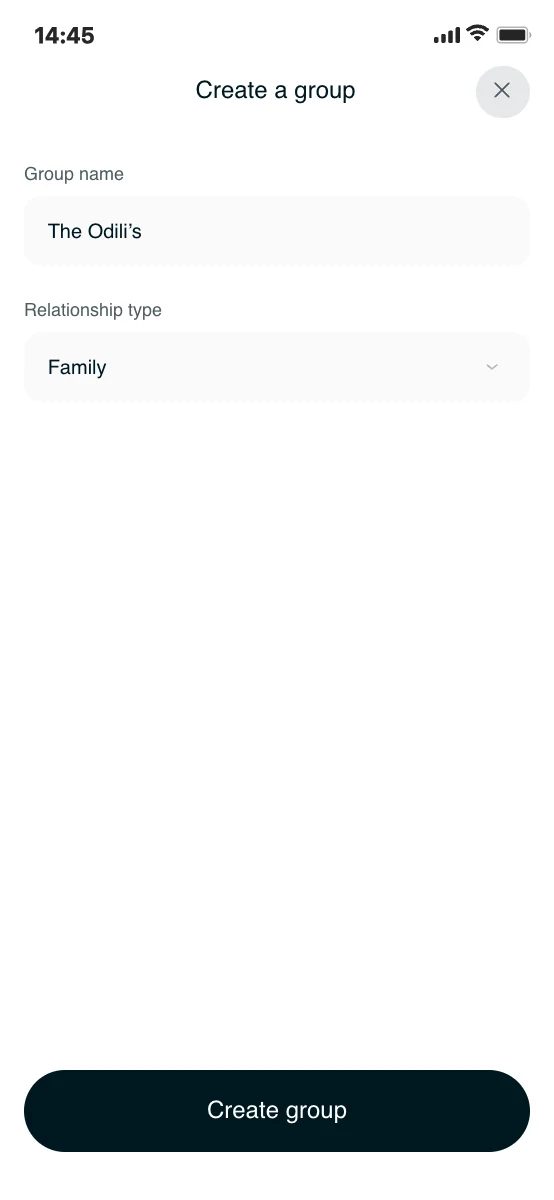 14:45
Create a group
Group name
The Odili’s
Relationship type
Family
Create group